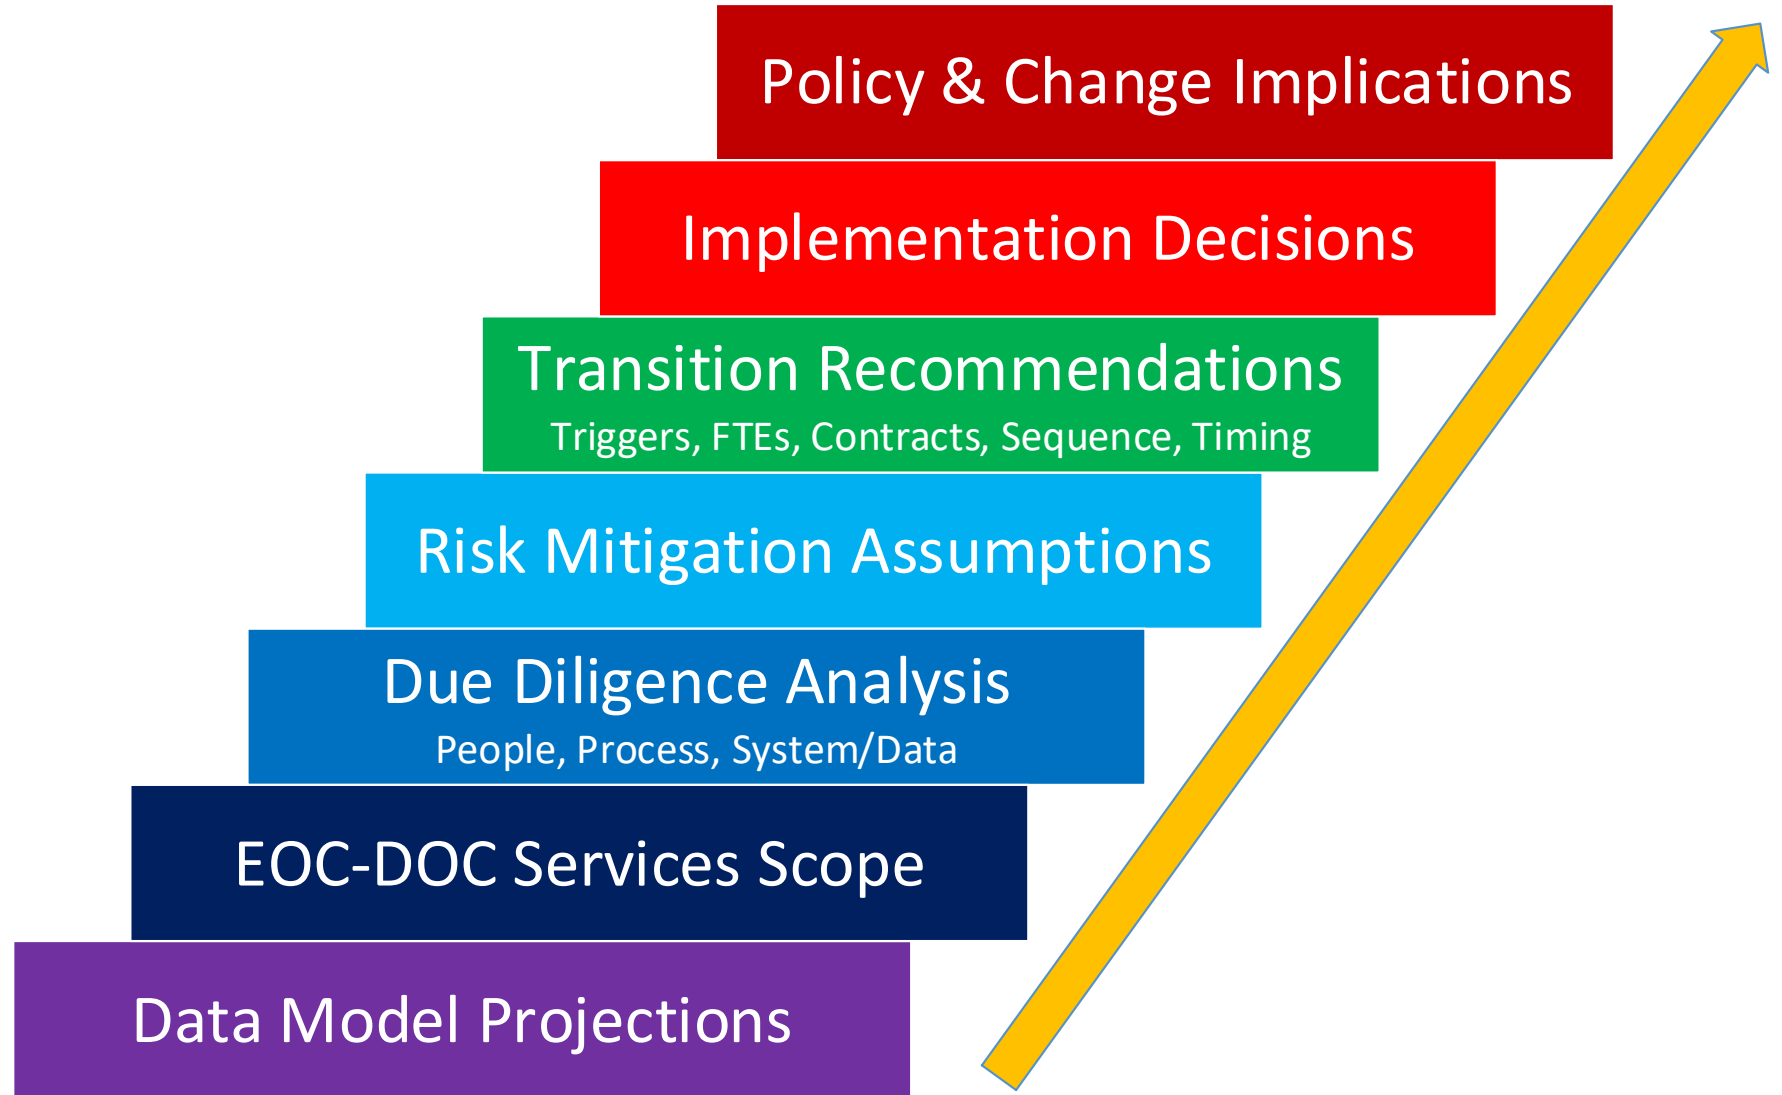 Policy & Change Implications
Implementation Decisions
Transition Recommendations
Triggers, FTEs, Contracts, Sequence, Timing
Risk Mitigation Assumptions
Due Diligence Analysis
People, Process, System/Data
EOC-DOC Services Scope
Data Model Projections